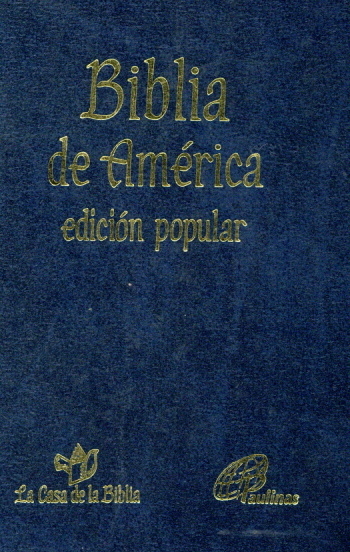 Biblia
de América
edición popular
La Casa de la Biblia
Paulinas